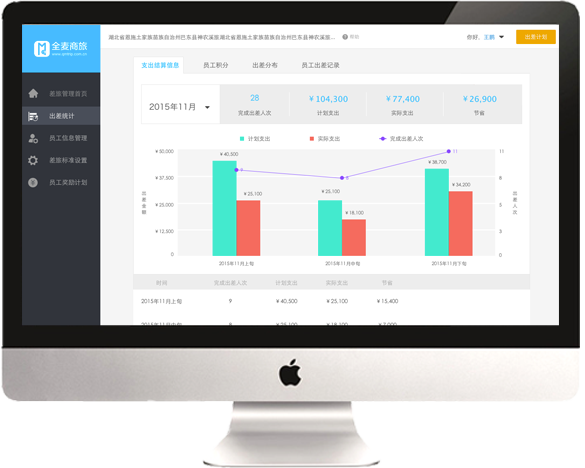 全麦商旅
湖北省恩施土家族苗族自治州巴东县神农溪旅湖北省恩施土家族苗族自治州巴东县神农溪旅...
帮助
你好，王鹏
出差计划
差旅管理首页
出差统计
员工信息管理
差旅标准设置
员工奖励计划
支出结算信息
员工积分
出差分布
员工出差记录
2015年11月
28
完成出差人次
￥104,300
计划支出
￥77,400
实际支出
￥26,900
节省
计划支出
实际支出
完成出差人次
￥50,000
￥37,500
￥25,000
￥12,500
0
出差金额
￥40,500
￥25,100
￥25,100
￥18,100
￥38,700
￥34,200
11
11
8
5
3
0
出差人次
2015年11月上旬
2015年11月中旬
2015年11月下旬
时间
完成出差人次
计划支出
实际支出
节省
2015年11月上旬
9
￥40,500
￥25,100
￥15,400
2015年11月中旬
8
￥25,100
￥18,100
￥7,000